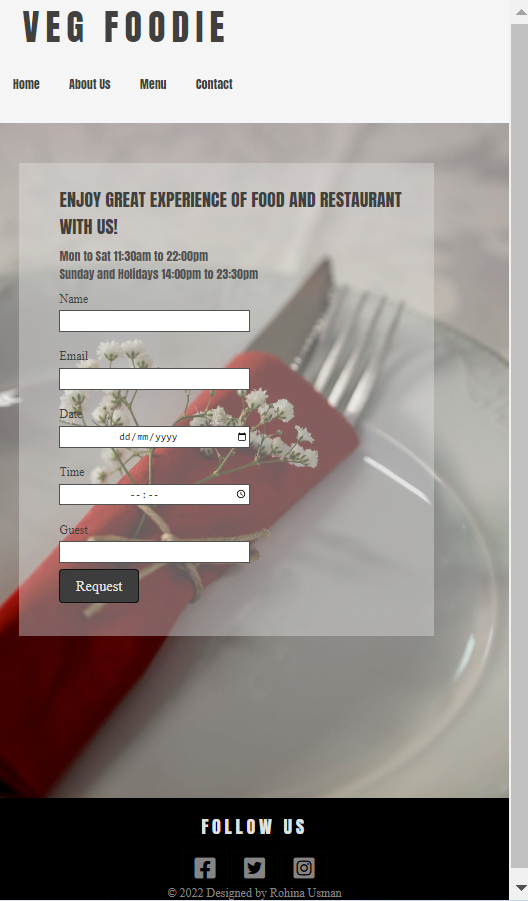 VEG FOODIE
Home About Us Menu Contact
ENJOY GREAT EXPERIENCE OF FOOD AND RESTAURANT
WITH US!
Mon to Sat 11:30am to 22:00pm
Sunday and Holidays 14:00pm to 23:30pm
Name
Email
Date
dd/mm/yyyy
Time
--:--
Guest
Request
FOLLOW US
© 2022 Designed by Rohina Usman